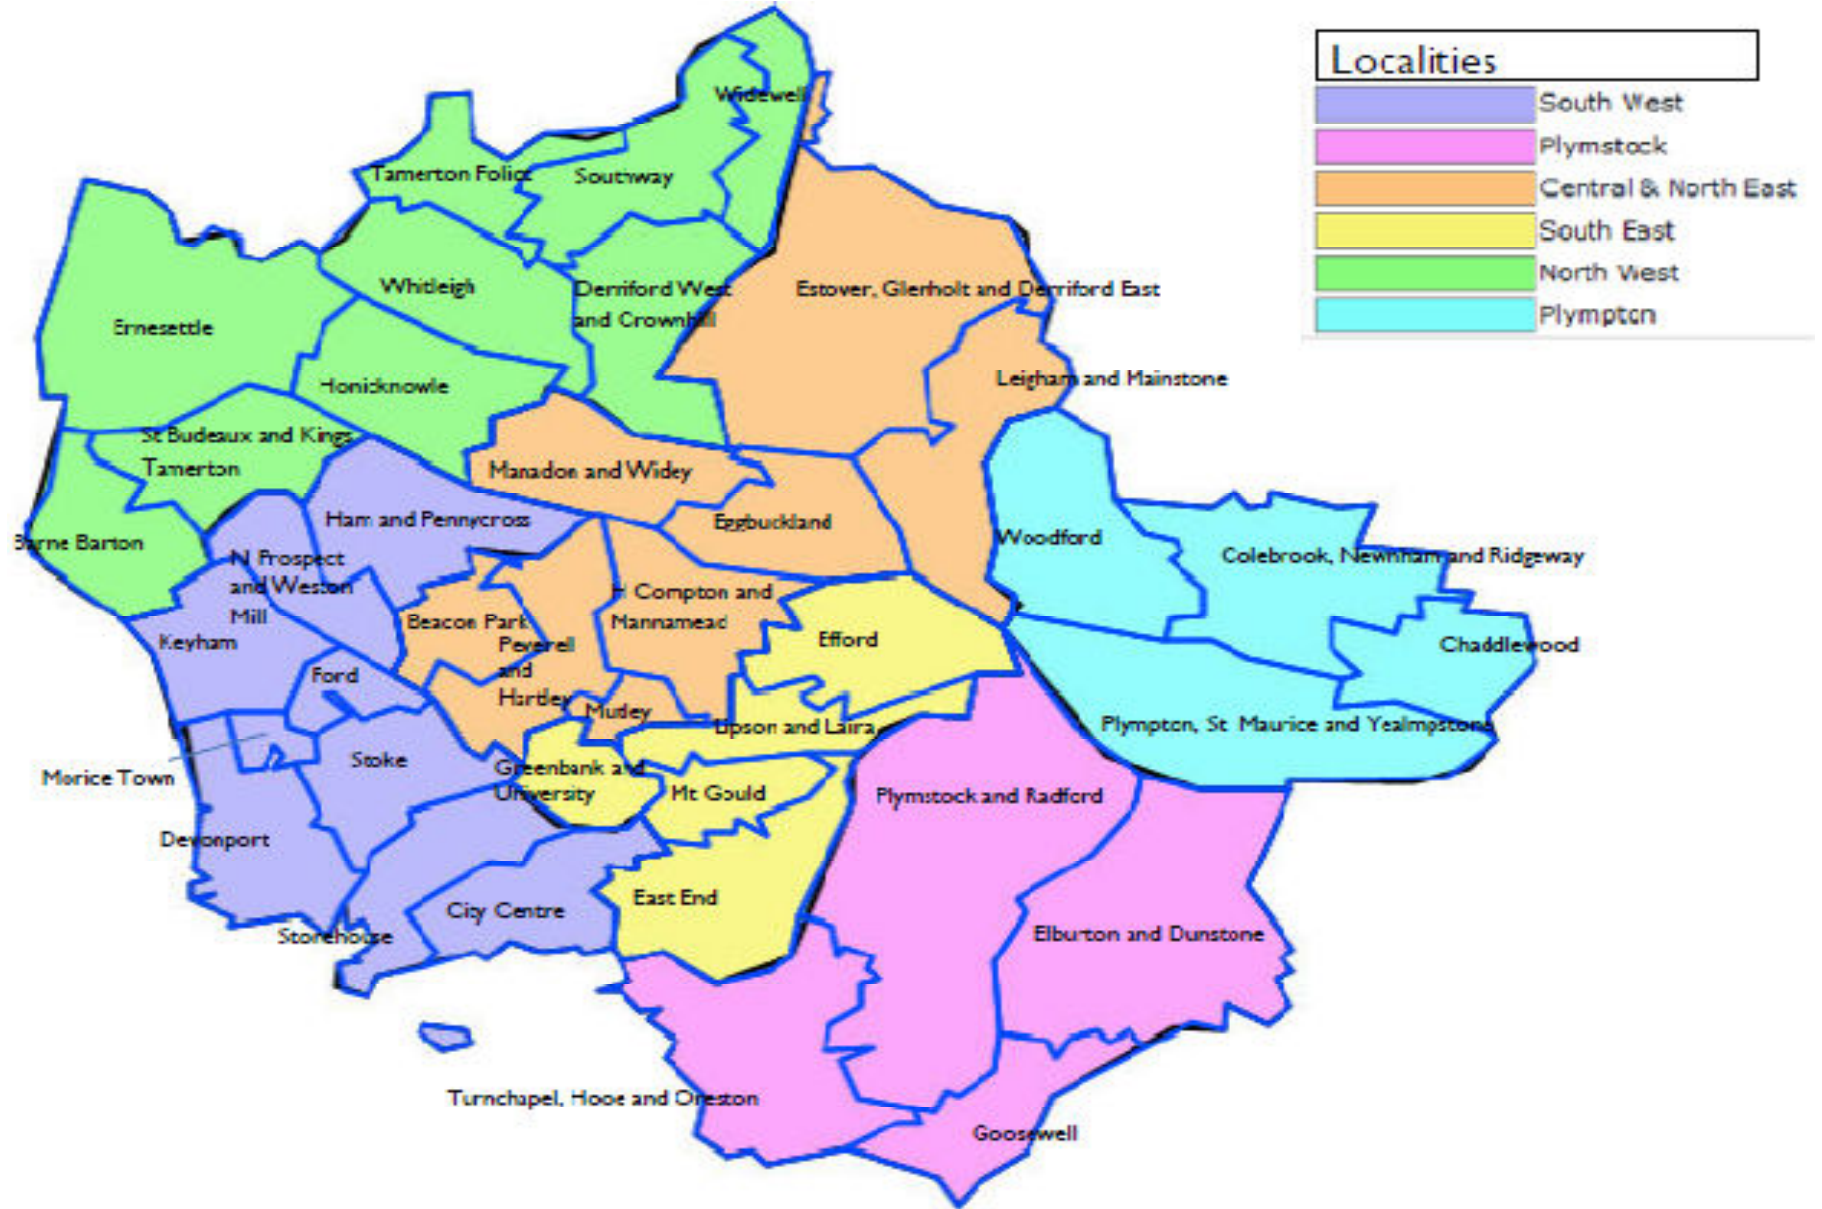 Localities
South West
Plymstock
Central & North East
South East
North West
Plympton
Widewell
Tamerton Foliot
Southway
Whitleigh
Derriford West
and Crownhill
Estover, Glenholt and Derriford East
Ernesettle
Honicknowle
Leigham and Mainstone
St Budeaux and Kings
Tamerton
Manadon and Widey
Ham and Pennycross
Eggbuckland
Barne Barton
N Prospect
and Weston
Mill
Woodford
Colebrook, Newnham and Ridgeway
H Compton and
Mannamead
Beacon Park
Keyham
Peverell
and
Hartley
Efford
Chaddlewood
Ford
Mutley
Lipson and Laira
Plympton, St Maurice and Yealmpstone
Morice Town
Stoke
Greenbank and
University
Mt Gould
Plymstock and Radford
Devonport
East End
City Centre
Stonehouse
Elburton and Dunstone
Turnchapel, Hooe and Oreston
Goosewell